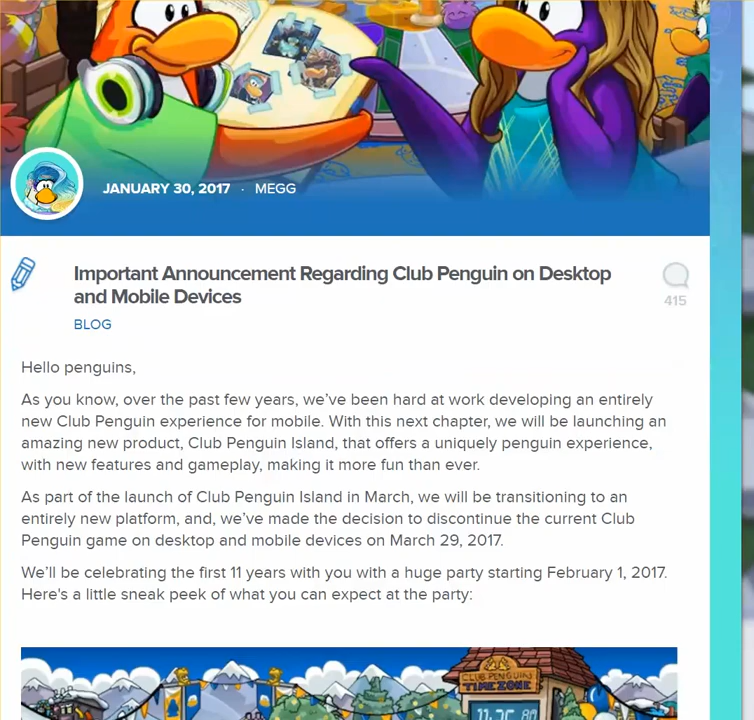 JANUARY 30, 2017 · MEGG
Important Announcement Regarding Club Penguin on Desktop
and Mobile Devices
415
BLOG
Hello penguins,
As you know, over the past few years, we've been hard at work developing an entirely
new Club Penguin experience for mobile. With this next chapter, we will be launching an
amazing new product, Club Penguin Island, that offers a uniquely penguin experience,
with new features and gameplay, making it more fun than ever.
As part of the launch of Club Penguin Island in March, we will be transitioning to an
entirely new platform, and, we've made the decision to discontinue the current Club
Penguin game on desktop and mobile devices on March 29, 2017.
We'll be celebrating the first 11 years with you with a huge party starting February 1, 2017.
Here's a little sneak peek of what you can expect at the party:
CLUB PENGUIN
TIME ZONE